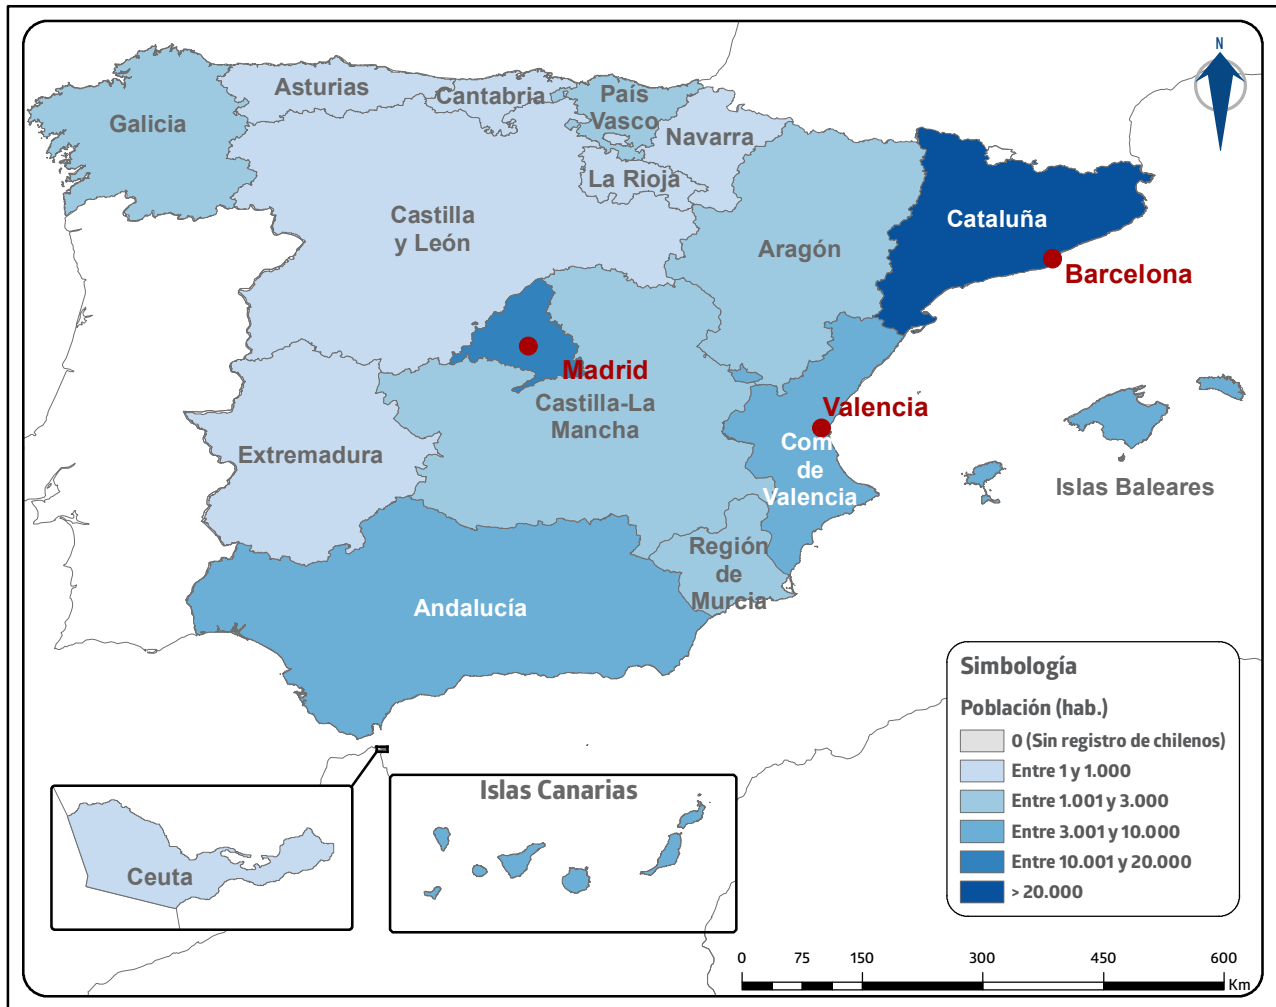 N
Asturias
Cantabria
País
Vasco
Galicia
Navarra
La Rioja
Castilla
y León
Cataluña
Aragón
Barcelona
Madrid
Castilla-La
Mancha
Valencia
Com
de
Valencia
Extremadura
Islas Baleares
Región
de
Murcia
Andalucía
Simbología
Población (hab.)
0 (Sin registro de chilenos)
Entre 1 y 1.000
Entre 1.001 y 3.000
Entre 3.001 y 10.000
Entre 10.001 y 20.000
> 20.000
Islas Canarias
Ceuta
0 75 150 300 450 600
Km